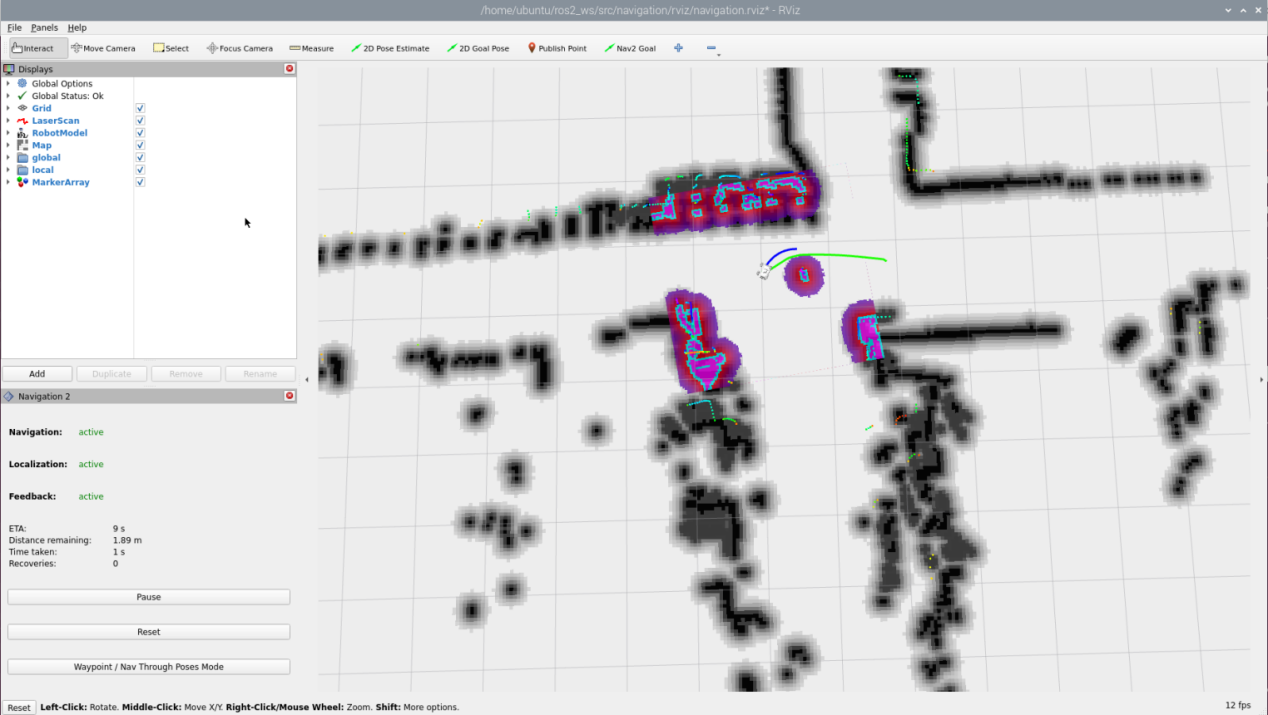 /home/ubuntu/ros2_ws/src/navigation/rviz/navigation.rviz* - RViz
File Panels Help
Interact Move Camera Select Focus Camera Measure 2D Pose Estimate 2D Goal Pose Publish Point Nav2 Goal
Displays
Global Options
Global Status: Ok
Grid
LaserScan
RobotModel
Map
global
local
MarkerArray
Add Duplicate Remove Rename
Navigation 2
Navigation: active
Localization: active
Feedback: active
ETA: 9 s
Distance remaining: 1.89 m
Time taken: 1 s
Recoveries: 0
Pause
Reset
Waypoint / Nav Through Poses Mode
Reset Left-Click: Rotate. Middle-Click: Move X/Y. Right-Click/Mouse Wheel: Zoom. Shift: More options. 12 fps